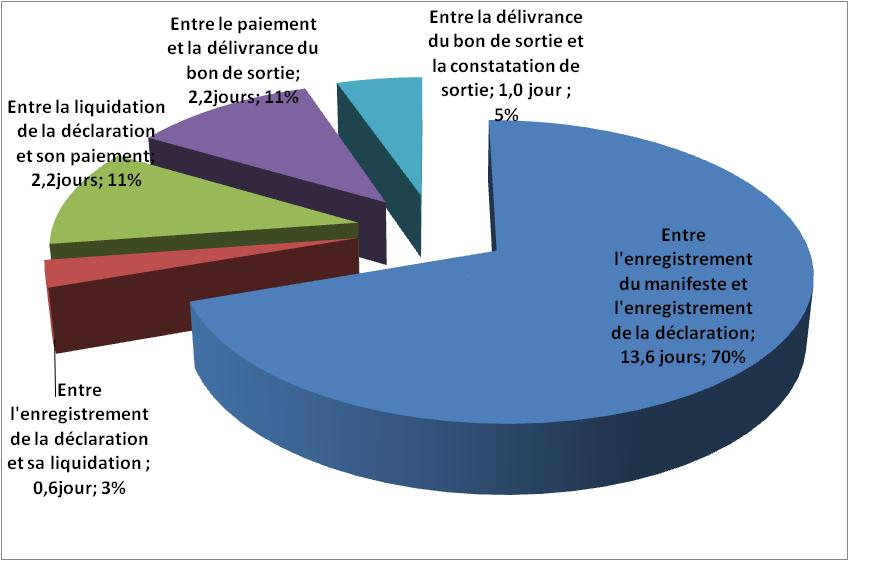 Entre le paiement
et la délivrance du
bon de sortie;
2,2jours; 11%
Entre la délivrance
du bon de sortie et
la constatation de
sortie; 1,0 jour ;
5%
Entre la liquidation
de la déclaration
et son paiement;
2,2jours; 11%
Entre
l'enregistrement
du manifeste et
l'enregistrement
de la déclaration;
13,6 jours; 70%
Entre
l'enregistrement
de la déclaration
et sa liquidation ;
0,6jour; 3%